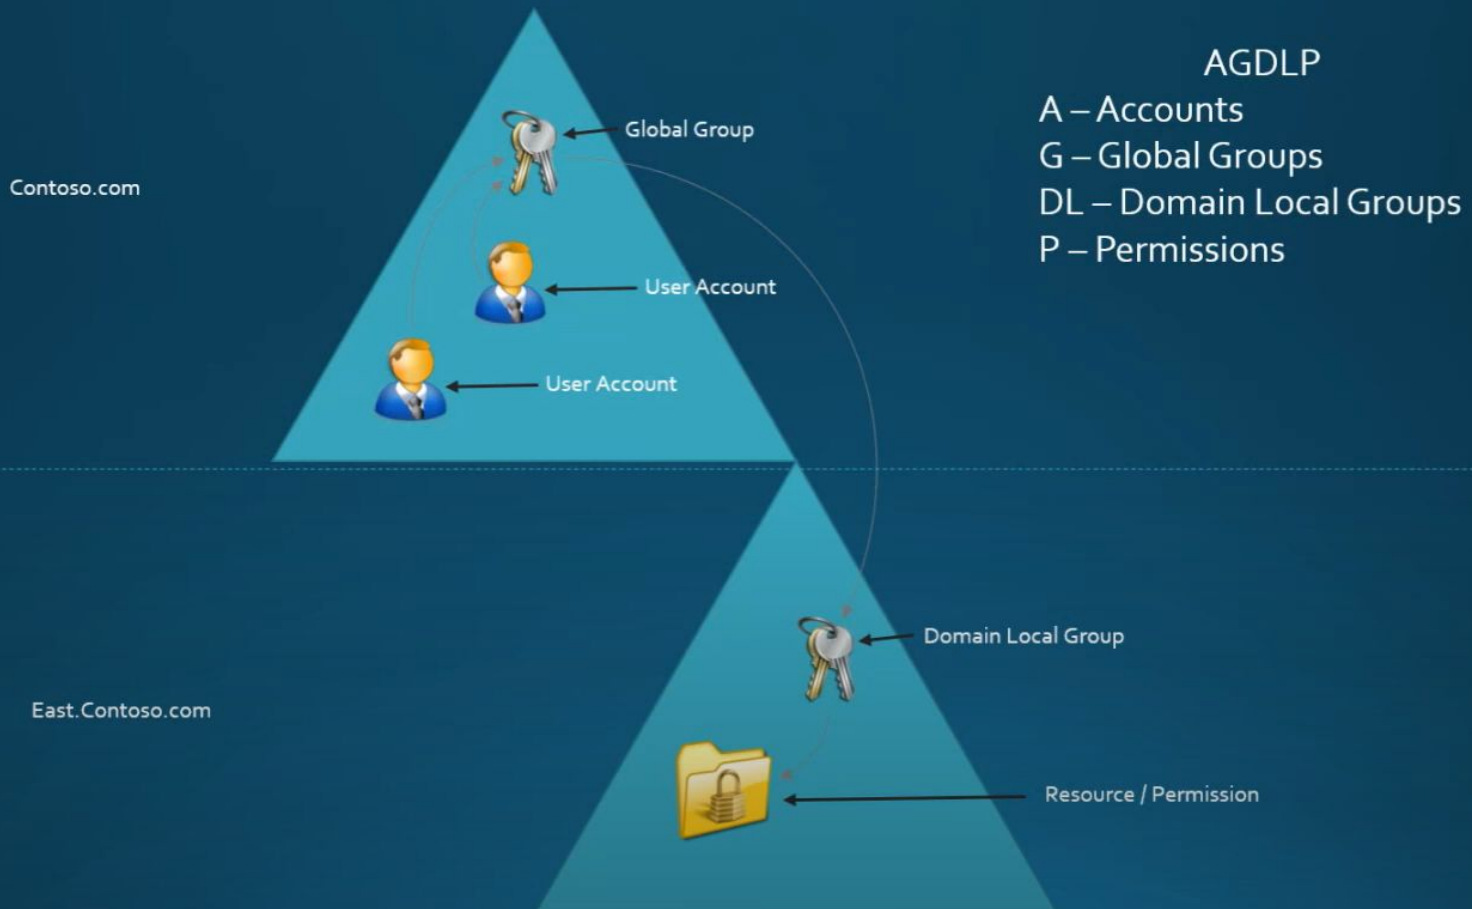 AGDLP
A – Accounts
G – Global Groups
DL – Domain Local Groups
P – Permissions
Global Group
Contoso.com
User Account
User Account
Domain Local Group
East.Contoso.com
Resource / Permission